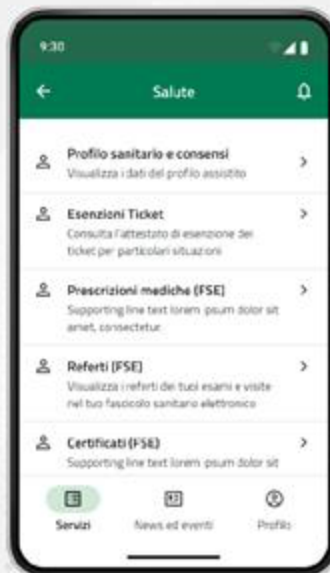 9:30
Salute
Profilo sanitario e consensi
Visualizza i dati del profilo assistito
Esenzioni Ticket
Consulta l'attestato di esenzione dei
ticket per particolari situazioni
Prescrizioni mediche (FSE)
Supporting line text lorem ipsum dolor sit
amet, consectetur.
Referti (FSE)
Visualizza i referti dei tuoi esami e visite
nel tuo fascicolo sanitario elettronico
Certificati (FSE)
Supporting line text lorem ipsum dolor sit
Servizi
News ed eventi
Profilo